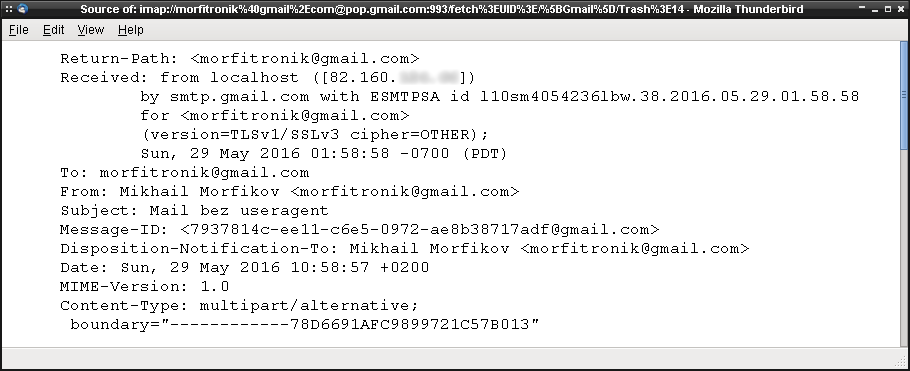 Source of: imap://morfitronik%40gmail%2Ecom@pop.gmail.com:993/fetch%3EUID%3E/%5BGmail%5D/Trash%3E14 - Mozilla Thunderbird
File Edit View Help
Return-Path: <morfitronik@gmail.com>
Received: from localhost ([82.160. ])
by smtp.gmail.com with ESMTPSA id l10sm4054236lbw.38.2016.05.29.01.58.58
for <morfitronik@gmail.com>
(version=TLSv1/SSLv3 cipher=OTHER);
Sun, 29 May 2016 01:58:58 -0700 (PDT)
To: morfitronik@gmail.com
From: Mikhail Morfikov <morfitronik@gmail.com>
Subject: Mail bez useragent
Message-ID: <7937814c-ee11-c6e5-0972-ae8b38717adf@gmail.com>
Disposition-Notification-To: Mikhail Morfikov <morfitronik@gmail.com>
Date: Sun, 29 May 2016 10:58:57 +0200
MIME-Version: 1.0
Content-Type: multipart/alternative;
boundary="------------78D6691AFC9899721C57B013"